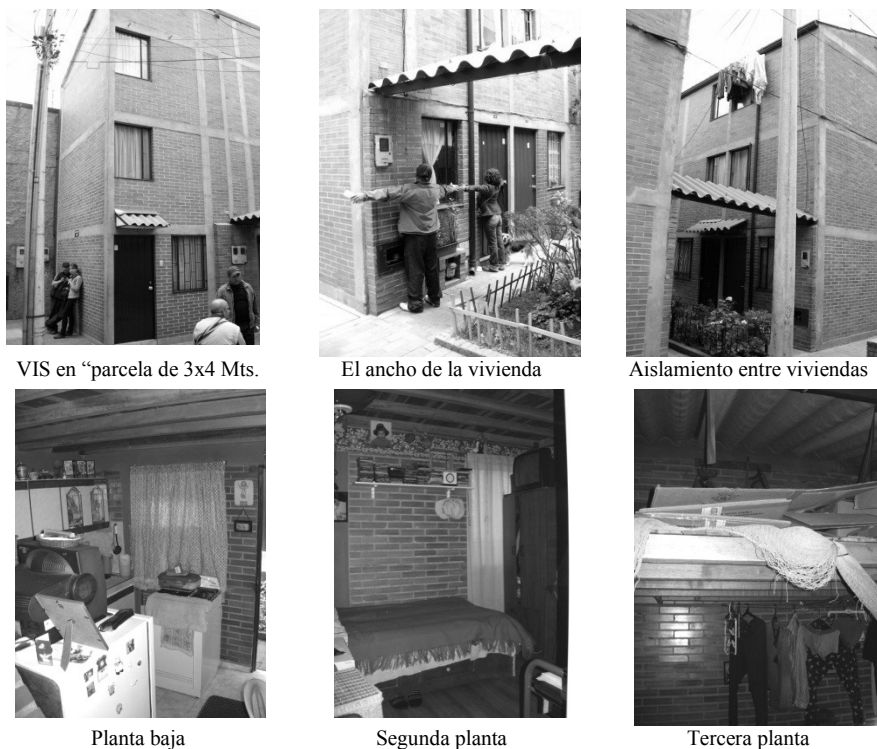 VIS en “parcela de 3x4 Mts.
El ancho de la vivienda
Aislamiento entre viviendas
Planta baja
Segunda planta
Tercera planta